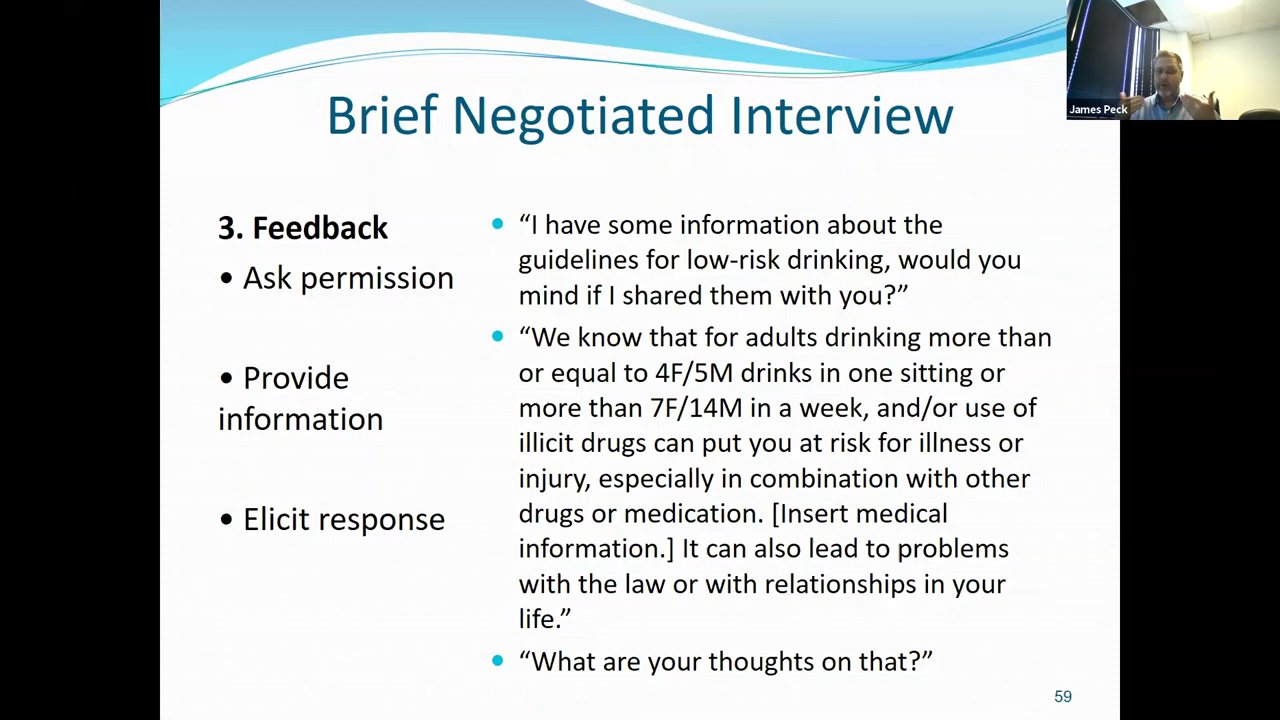 James Peck
Brief Negotiated Interview
3. Feedback
• Ask permission
• Provide
information
• Elicit response
• “I have some information about the
guidelines for low-risk drinking, would you
mind if I shared them with you?”
• “We know that for adults drinking more than
or equal to 4F/5M drinks in one sitting or
more than 7F/14M in a week, and/or use of
illicit drugs can put you at risk for illness or
injury, especially in combination with other
drugs or medication. [Insert medical
information.] It can also lead to problems
with the law or with relationships in your
life.”
• “What are your thoughts on that?”
59